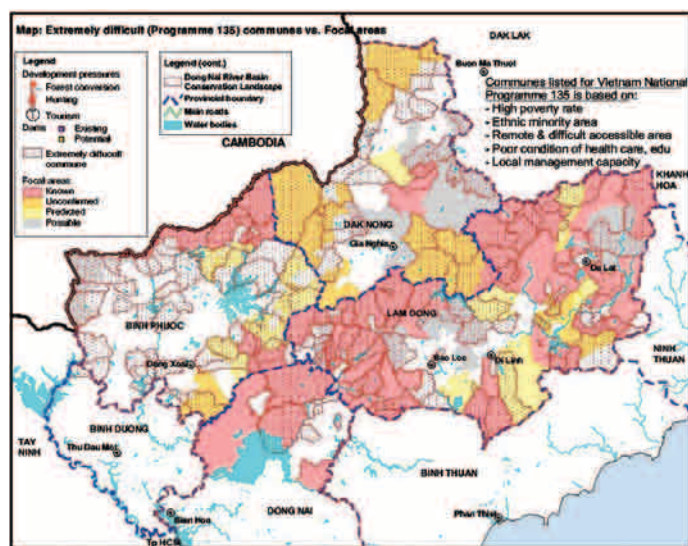 Map: Extremely difficult (Programme 135) communes vs. Focal areas
Legend
Development pressures
Forest conversion
Hunting
Tourism
Dams
Existing
Potential
Extremely difficult
commune
Focal areas:
Known
Unconfirmed
Predicted
Possible
Legend (cont.)
Dong Nai River Basin
Conservation Landscape
Provincial boundary
Main roads
Water bodies
CAMBODIA
DAK LAK
Buon Ma Thuot
Communes listed for Vietnam National
Programme 135 is based on:
- High poverty rate
- Ethnic minority area
- Remote & difficult accessible area
- Poor condition of health care, edu
- Local management capacity
KHANH
HOA
DAK NONG
Gia Nghia
Da Lat
LAM DONG
BINH PHUOC
Dong Xoai
Bao Loc
Di Linh
NINH
THUAN
BINH DUONG
TAY
NINH
Thu Dau Mot
BINH THUAN
DONG NAI
Phan Thiet
Bien Hoa
Tp HCM